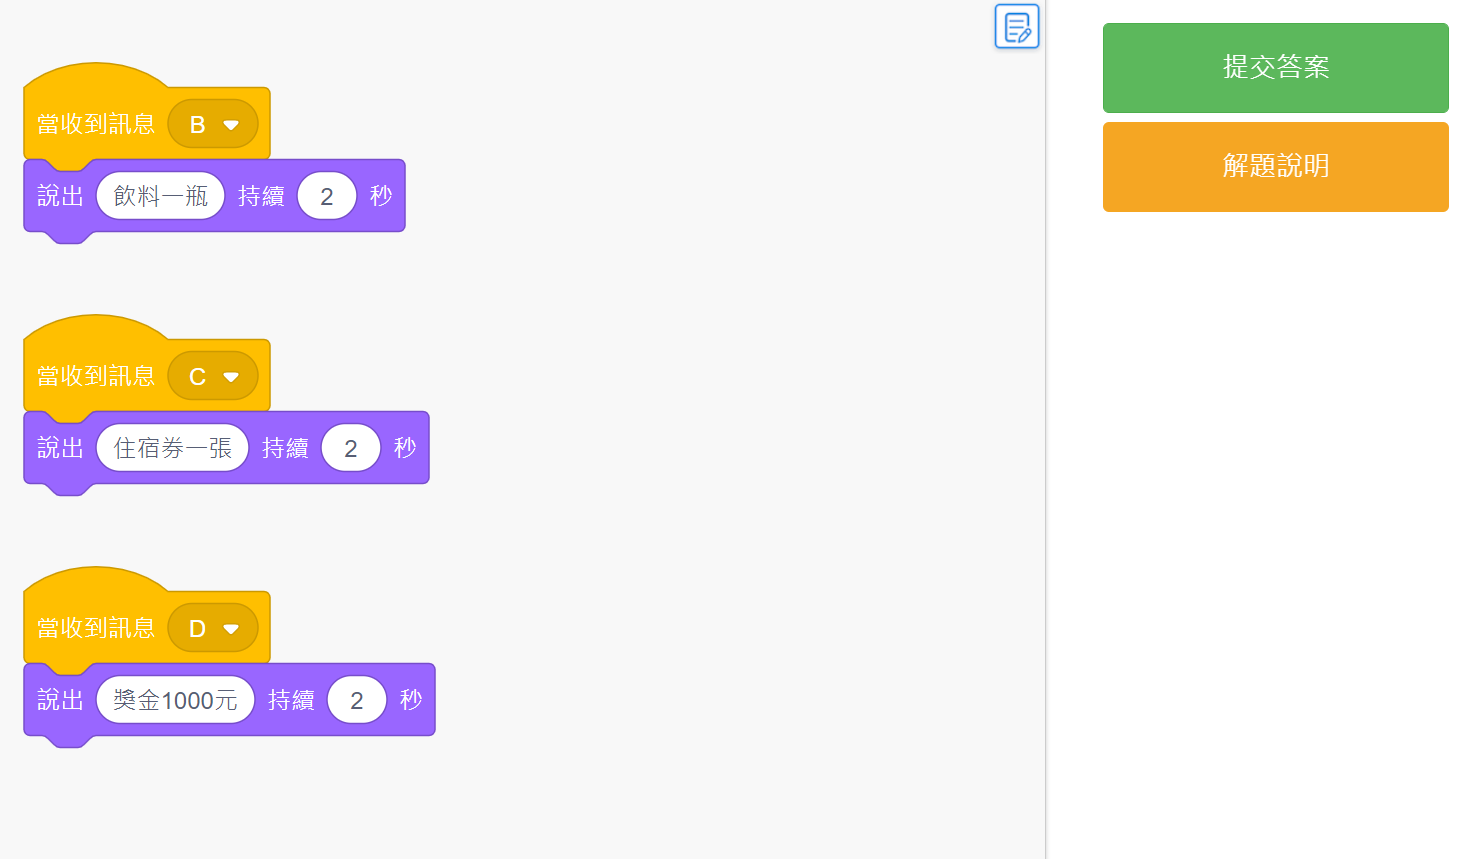 當收到訊息 B
說出 飲料一瓶 持續 2 秒
當收到訊息 C
說出 住宿券一張 持續 2 秒
當收到訊息 D
說出 獎金1000元 持續 2 秒
提交答案
解題說明